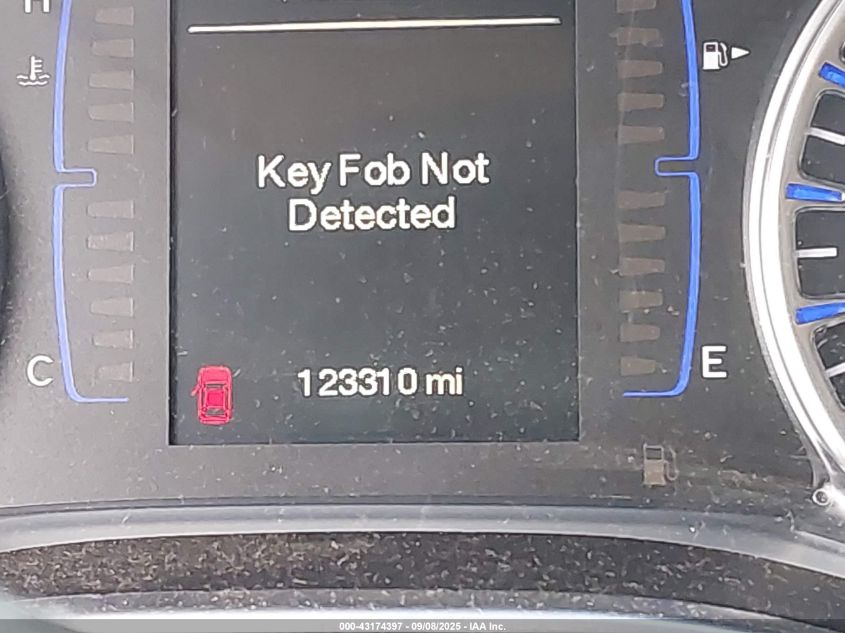 H
Key Fob Not
Detected
C
123310 mi
E
000-43174397 - 09/08/2025 - IAA Inc.